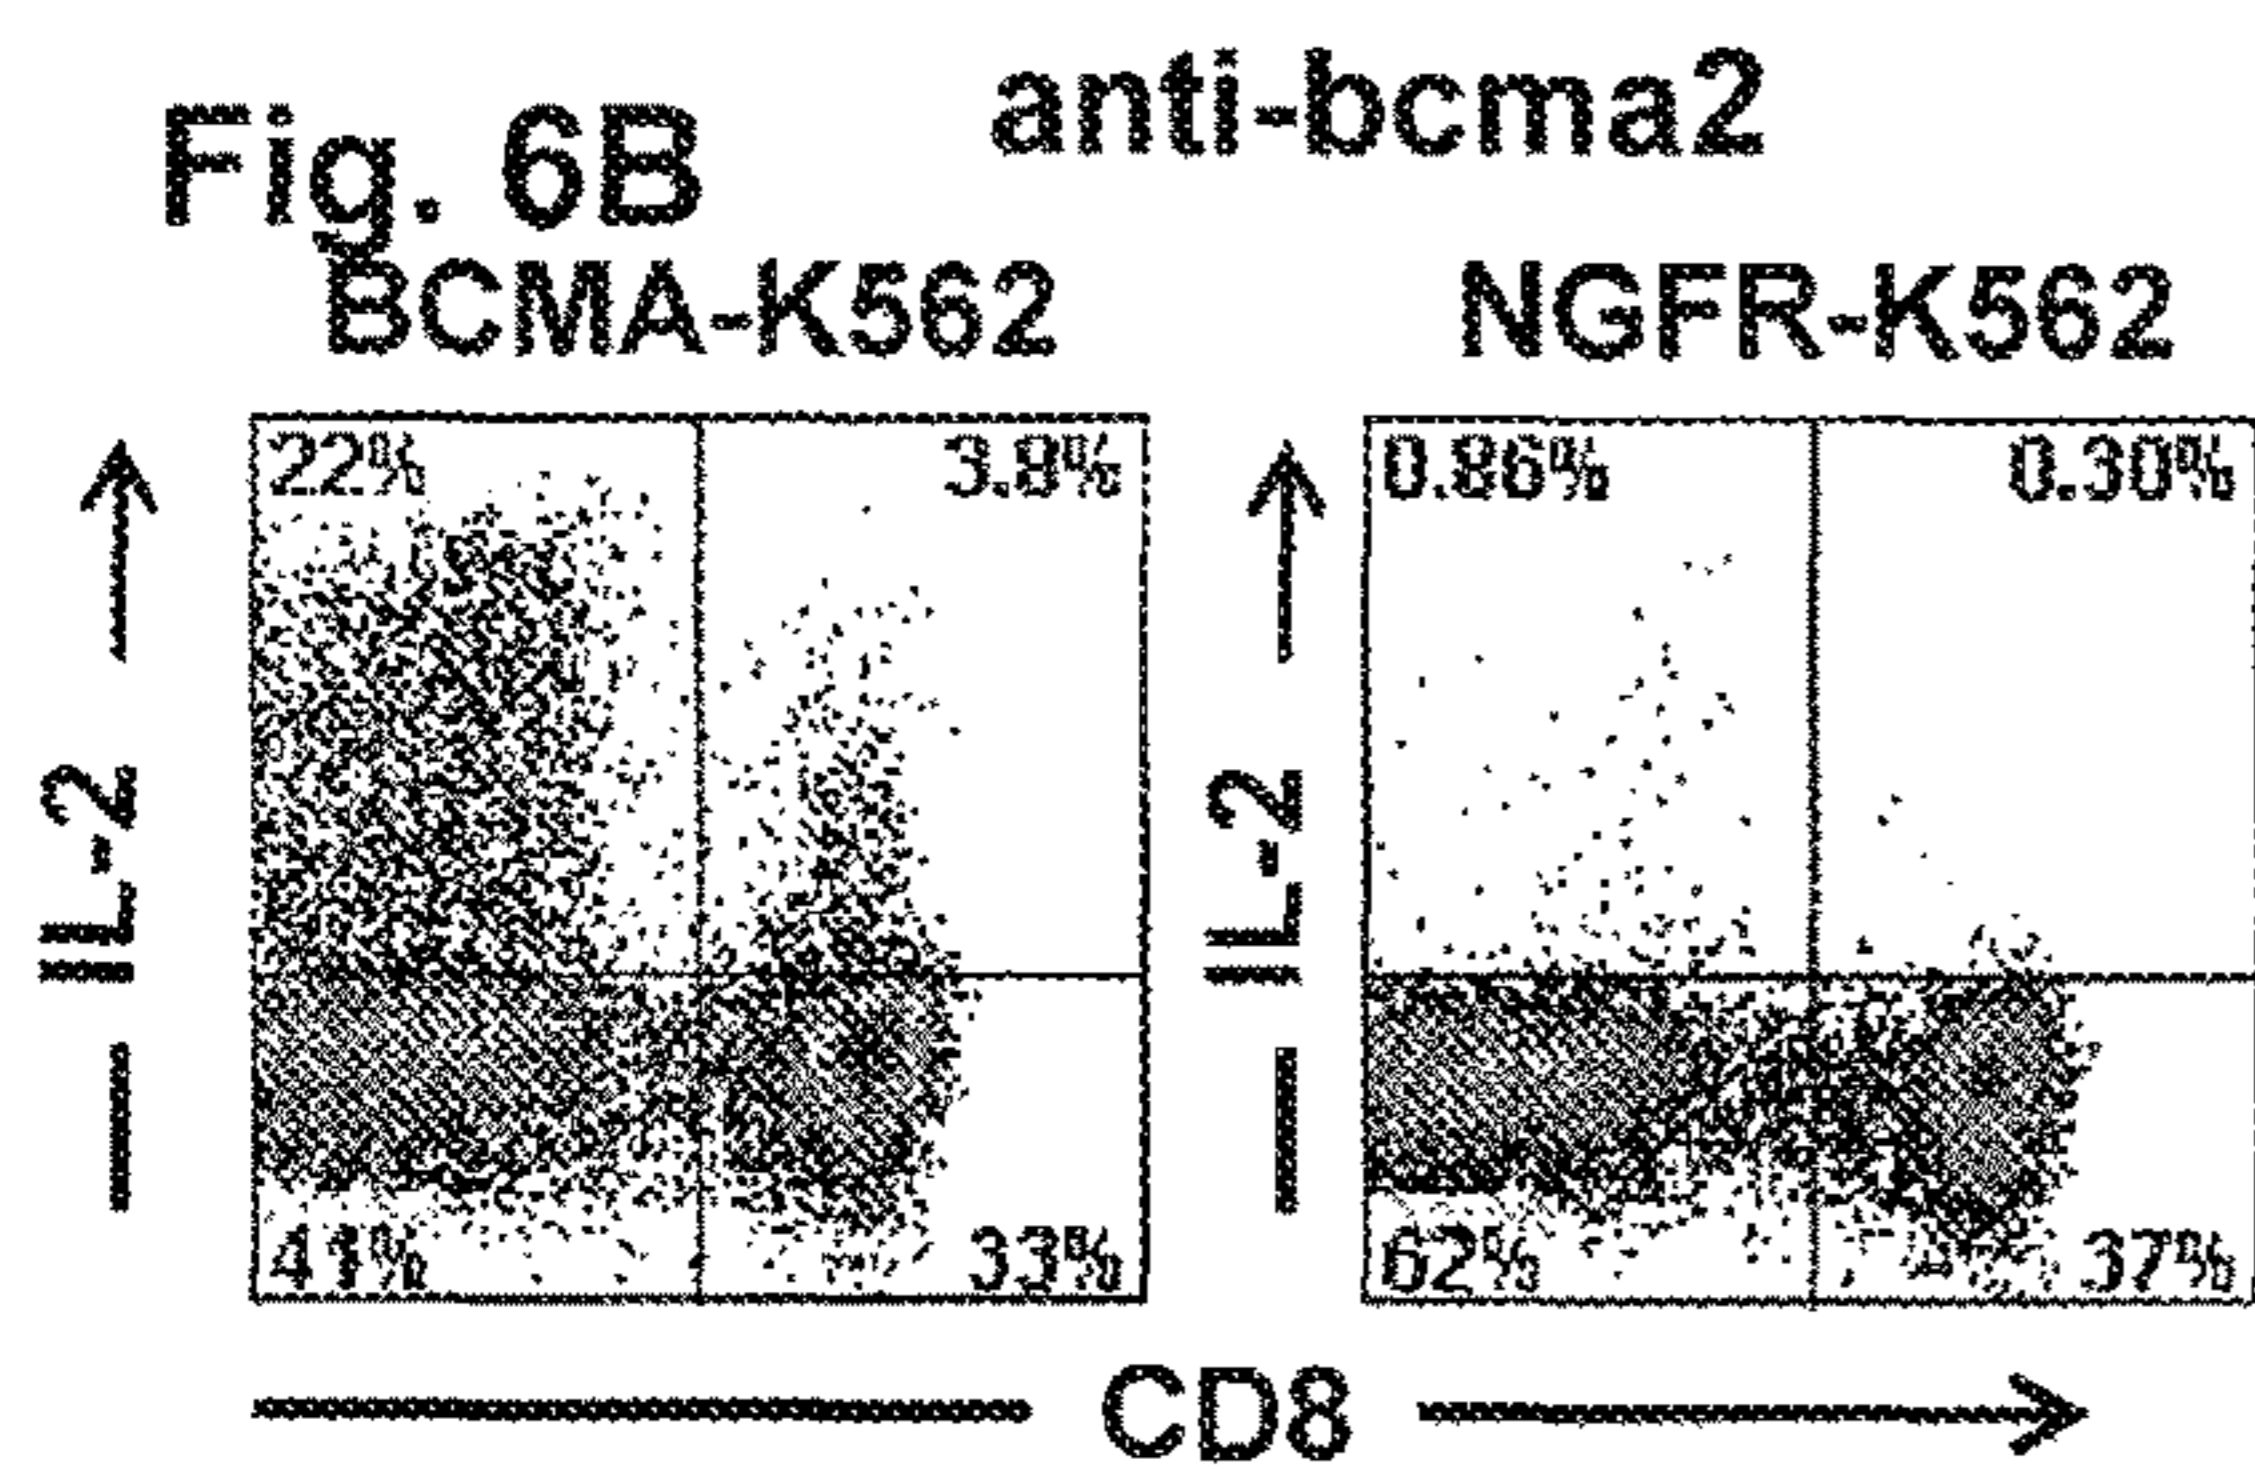 Fig. 6B
anti-bcma2
BCMA-K562
NGFR-K562
22%
3.8%
41%
33%
IL-2
0.86%
0.30%
62%
37%
IL-2
CD8